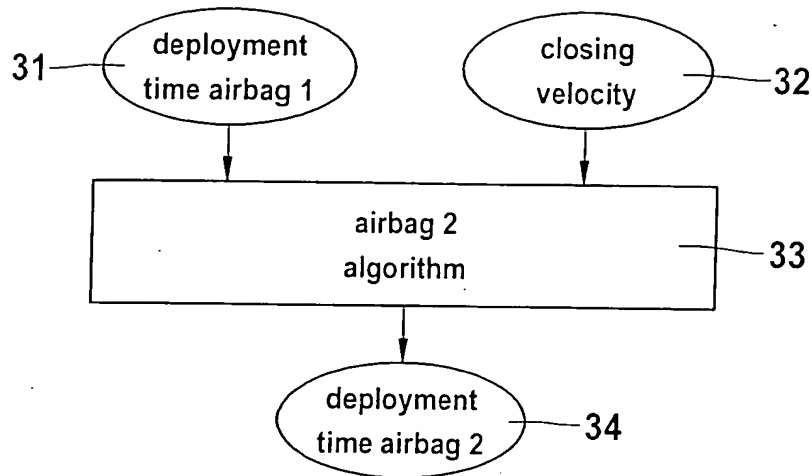 31
deployment
time airbag 1
closing
velocity
32
airbag 2
algorithm
33
deployment
time airbag 2
34